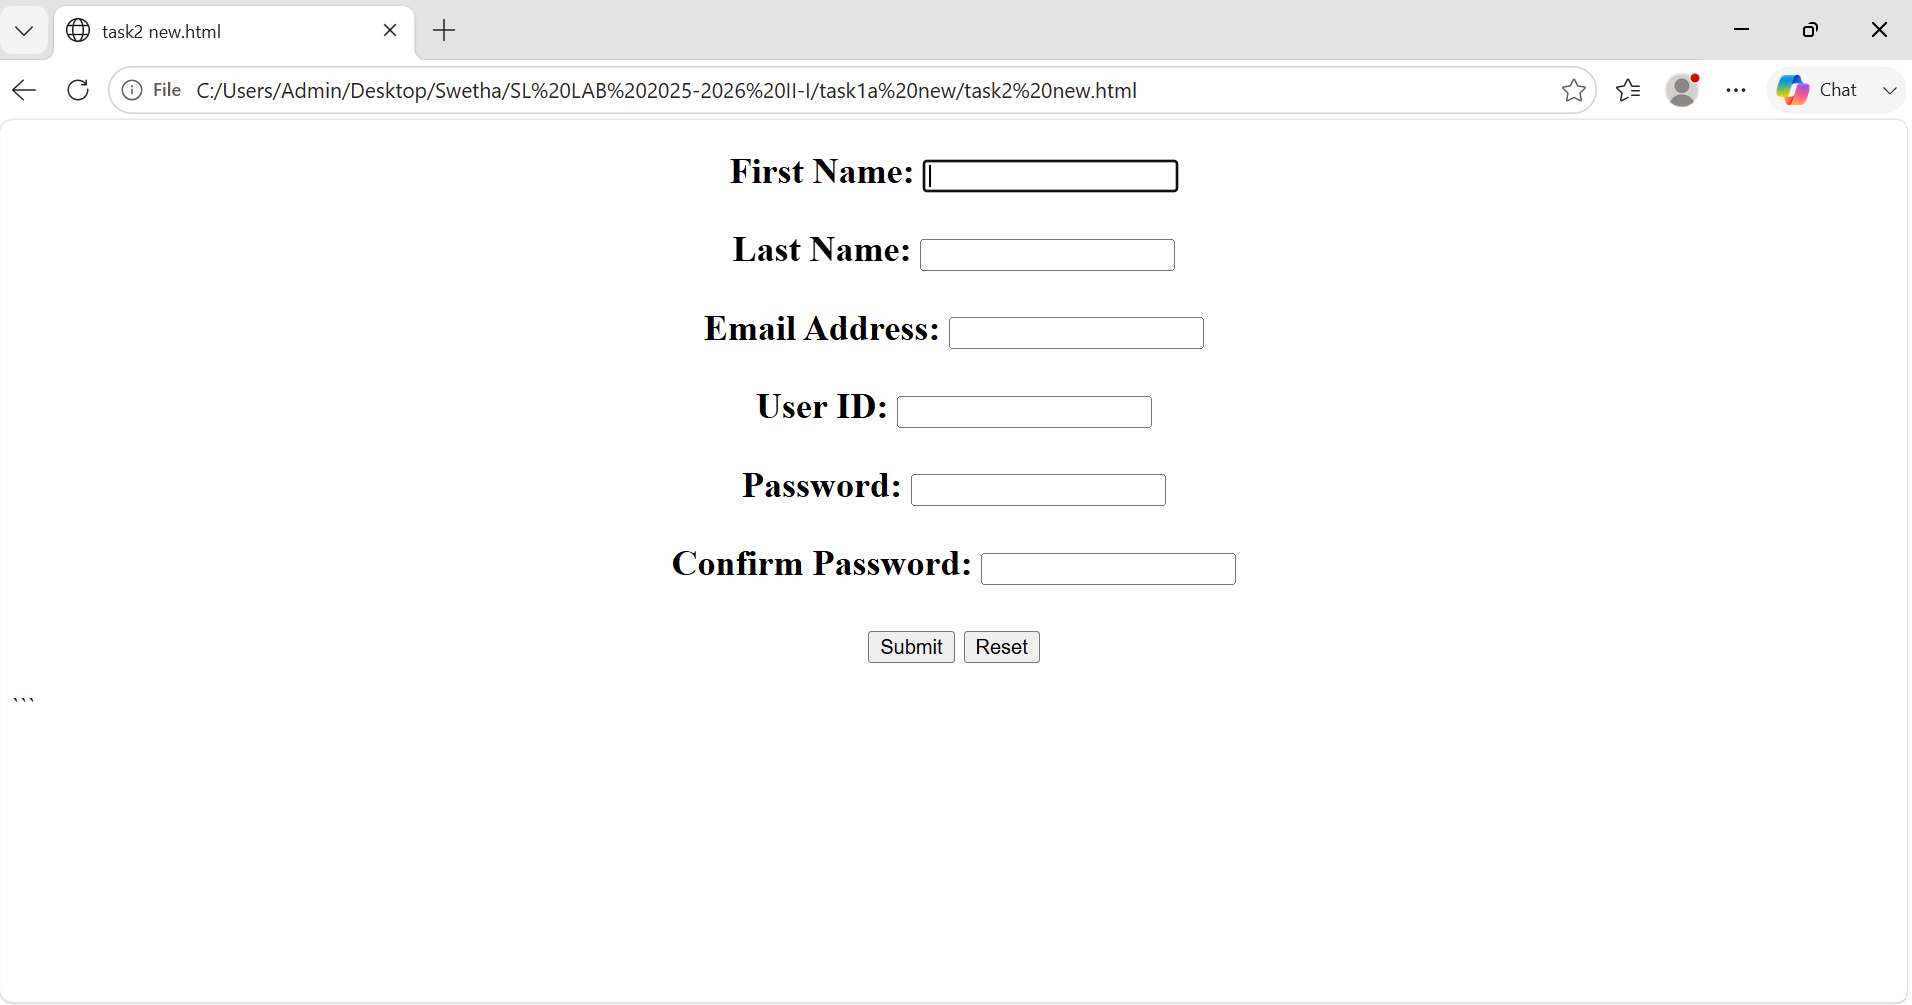 task2 new.html
File C:/Users/Admin/Desktop/Swetha/SL%20LAB%202025-2026%20II-I/task1a%20new/task2%20new.html
Chat
First Name:
Last Name:
Email Address:
User ID:
Password:
Confirm Password:
Submit Reset
```